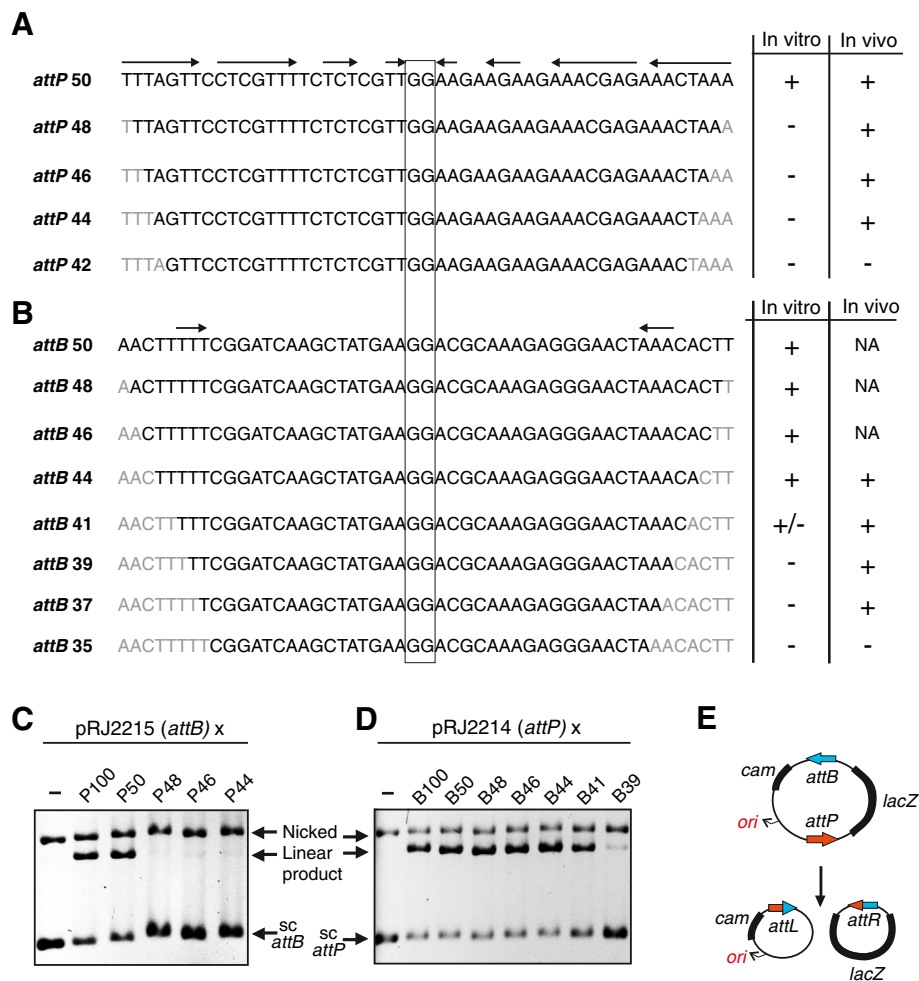 A
In vitro In vivo
attP 50 TTTAGTTCCTCGTTTTCTCTCGTTGGAAGAAGAAGAAACGAGAAACTAAA + +
attP 48 TTTAGTTCCTCGTTTTCTCTCGTTGGAAGAAGAAGAAACGAGAAACTAAA - +
attP 46 TTTAGTTCCTCGTTTTCTCTCGTTGGAAGAAGAAGAAACGAGAAACTAAA - +
attP 44 TTTAGTTCCTCGTTTTCTCTCGTTGGAAGAAGAAGAAACGAGAAACTAAA - +
attP 42 TTTAGTTCCTCGTTTTCTCTCGTTGGAAGAAGAAGAAACGAGAAACTAAA - -
B
In vitro In vivo
attB 50 AACTTTTTCGGATCAAGCTATGAAGGACGCAAAGAGGGAACTAAACACTT + NA
attB 48 AACTTTTTCGGATCAAGCTATGAAGGACGCAAAGAGGGAACTAAACACTT + NA
attB 46 AACTTTTTCGGATCAAGCTATGAAGGACGCAAAGAGGGAACTAAACACTT + NA
attB 44 AACTTTTTCGGATCAAGCTATGAAGGACGCAAAGAGGGAACTAAACACTT + +
attB 41 AACTTTTTCGGATCAAGCTATGAAGGACGCAAAGAGGGAACTAAACACTT +/- +
attB 39 AACTTTTTCGGATCAAGCTATGAAGGACGCAAAGAGGGAACTAAACACTT - +
attB 37 AACTTTTTCGGATCAAGCTATGAAGGACGCAAAGAGGGAACTAAACACTT - +
attB 35 AACTTTTTCGGATCAAGCTATGAAGGACGCAAAGAGGGAACTAAACACTT - -
C
pRJ2215 (attB) x
– P100 P50 P48 P46 P44
Nicked
Linear
product
sc
attB
D
pRJ2214 (attP) x
– B100 B50 B48 B46 B44 B41 B39
sc
attP
E
cam
attB
lacZ
attP
ori
cam
attL
ori
attR
lacZ